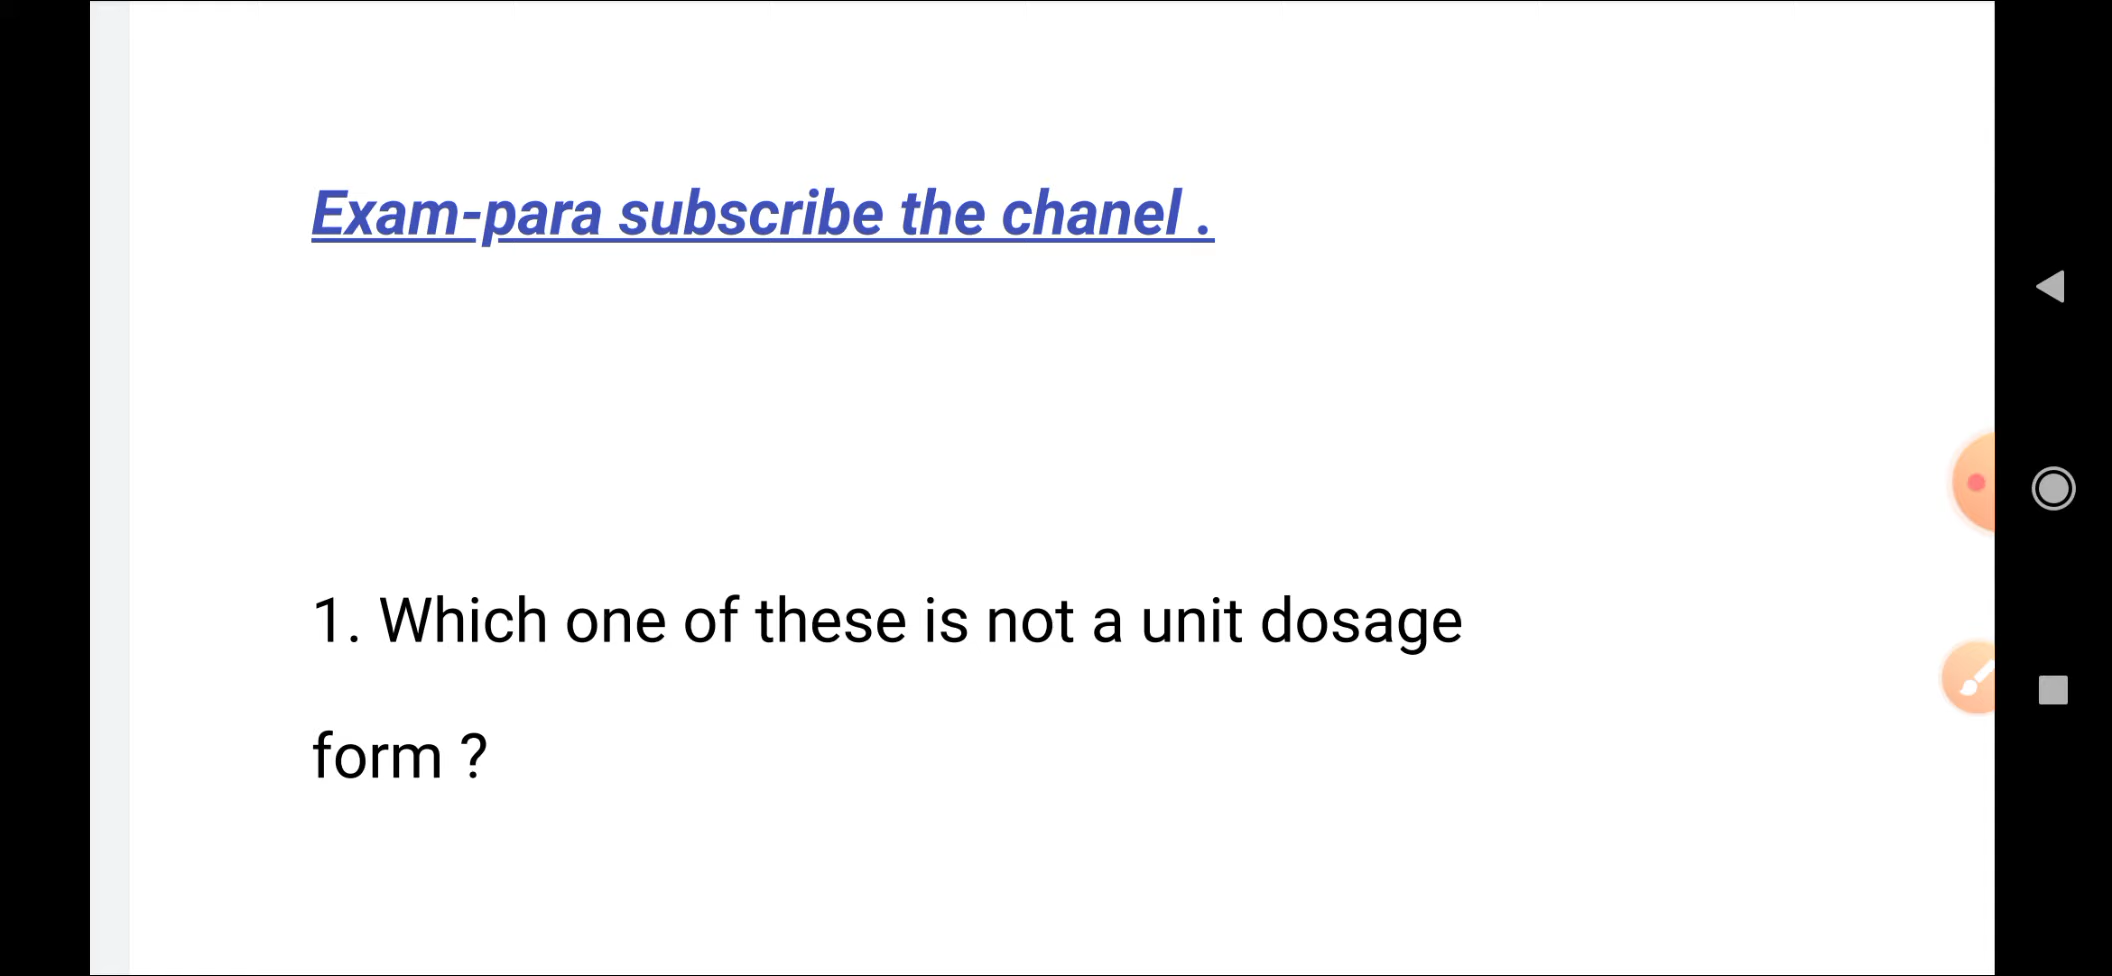 Exam-para subscribe the chanel .
1. Which one of these is not a unit dosage
form ?